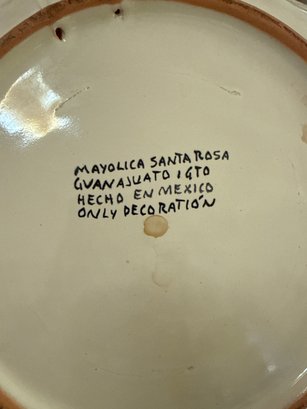 MAYOLICA SANTA ROSA
GUANAJUATO , GTO
HECHO EN MEXICO
ONLY DECORATIÓN